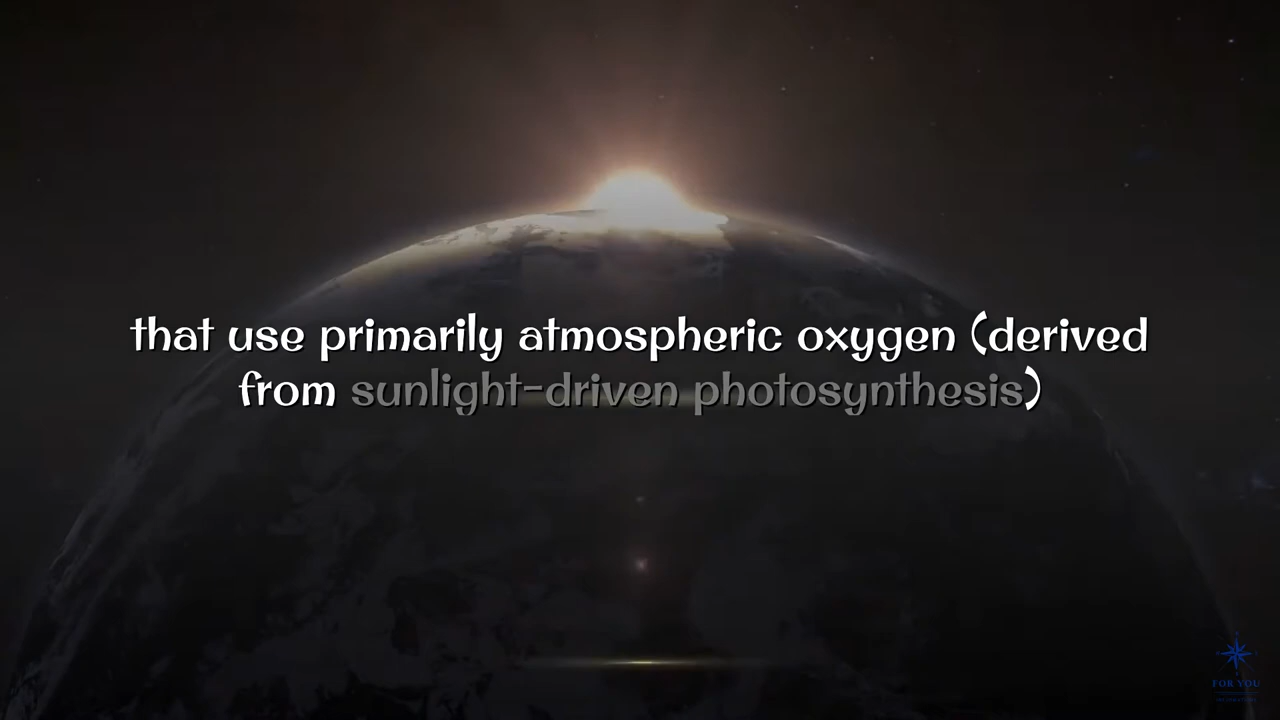 that use primarily atmospheric oxygen (derived
from sunlight-driven photosynthesis)
FOR YOU